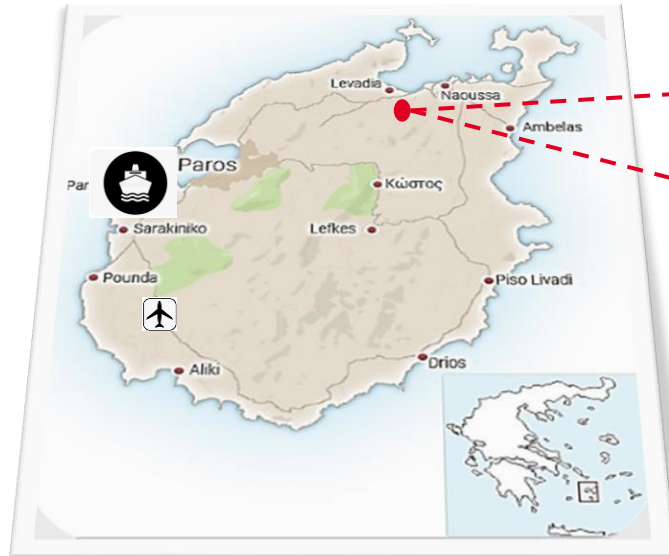 Levadia
Naoussa
Ambelas
Paros
Par
Κώστος
Sarakiniko
Lefkes
Pounda
Piso Livadi
Drios
Aliki